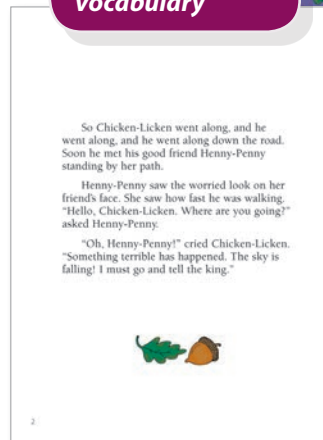 Vocabulary
So Chicken-Licken went along, and he
went along, and he went along down the road.
Soon he met his good friend Henny-Penny
standing by her path.
Henny-Penny saw the worried look on her
friend's face. She saw how fast he was walking.
"Hello, Chicken-Licken. Where are you going?"
asked Henny-Penny.
"Oh, Henny-Penny!" cried Chicken-Licken.
"Something terrible has happened. The sky is
falling! I must go and tell the king."
2